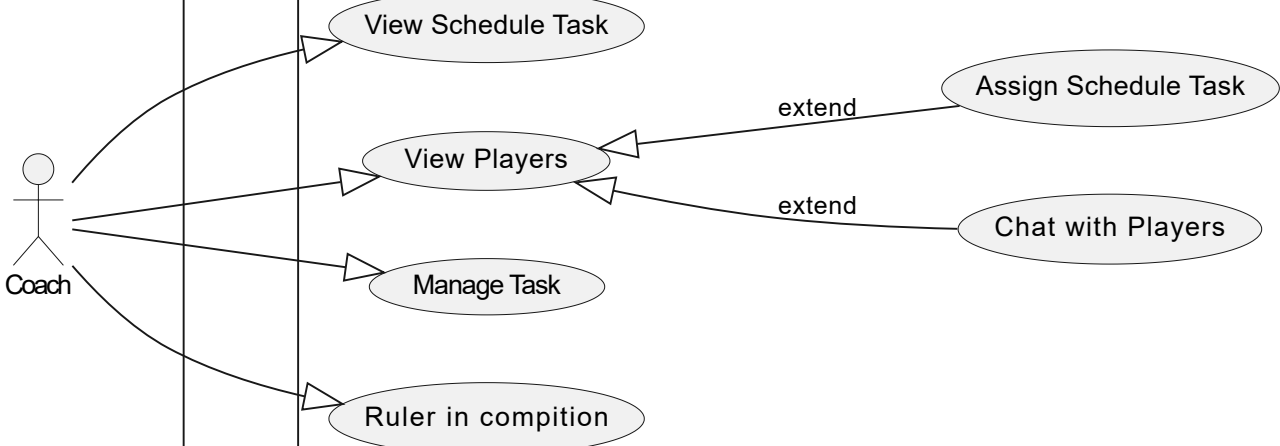 View Schedule Task
Assign Schedule Task
extend
View Players
extend
Chat with Players
Coach
Manage Task
Ruler in compition